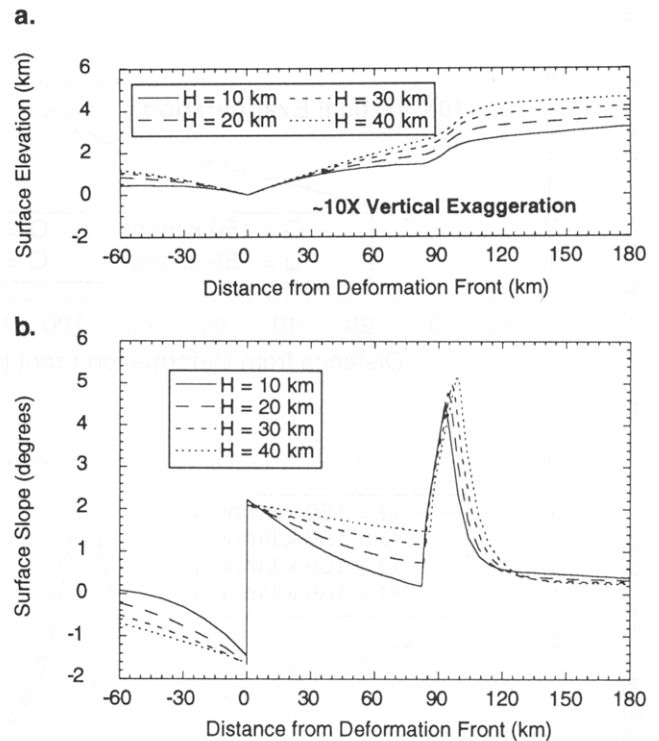 a.
Surface Elevation (km)
6
4
2
0
-2
H = 10 km H = 30 km
H = 20 km H = 40 km
~10X Vertical Exaggeration
-60 -30 0 30 60 90 120 150 180
Distance from Deformation Front (km)
b.
Surface Slope (degrees)
6
5
4
3
2
1
0
-1
-2
H = 10 km
H = 20 km
H = 30 km
H = 40 km
-60 -30 0 30 60 90 120 150 180
Distance from Deformation Front (km)